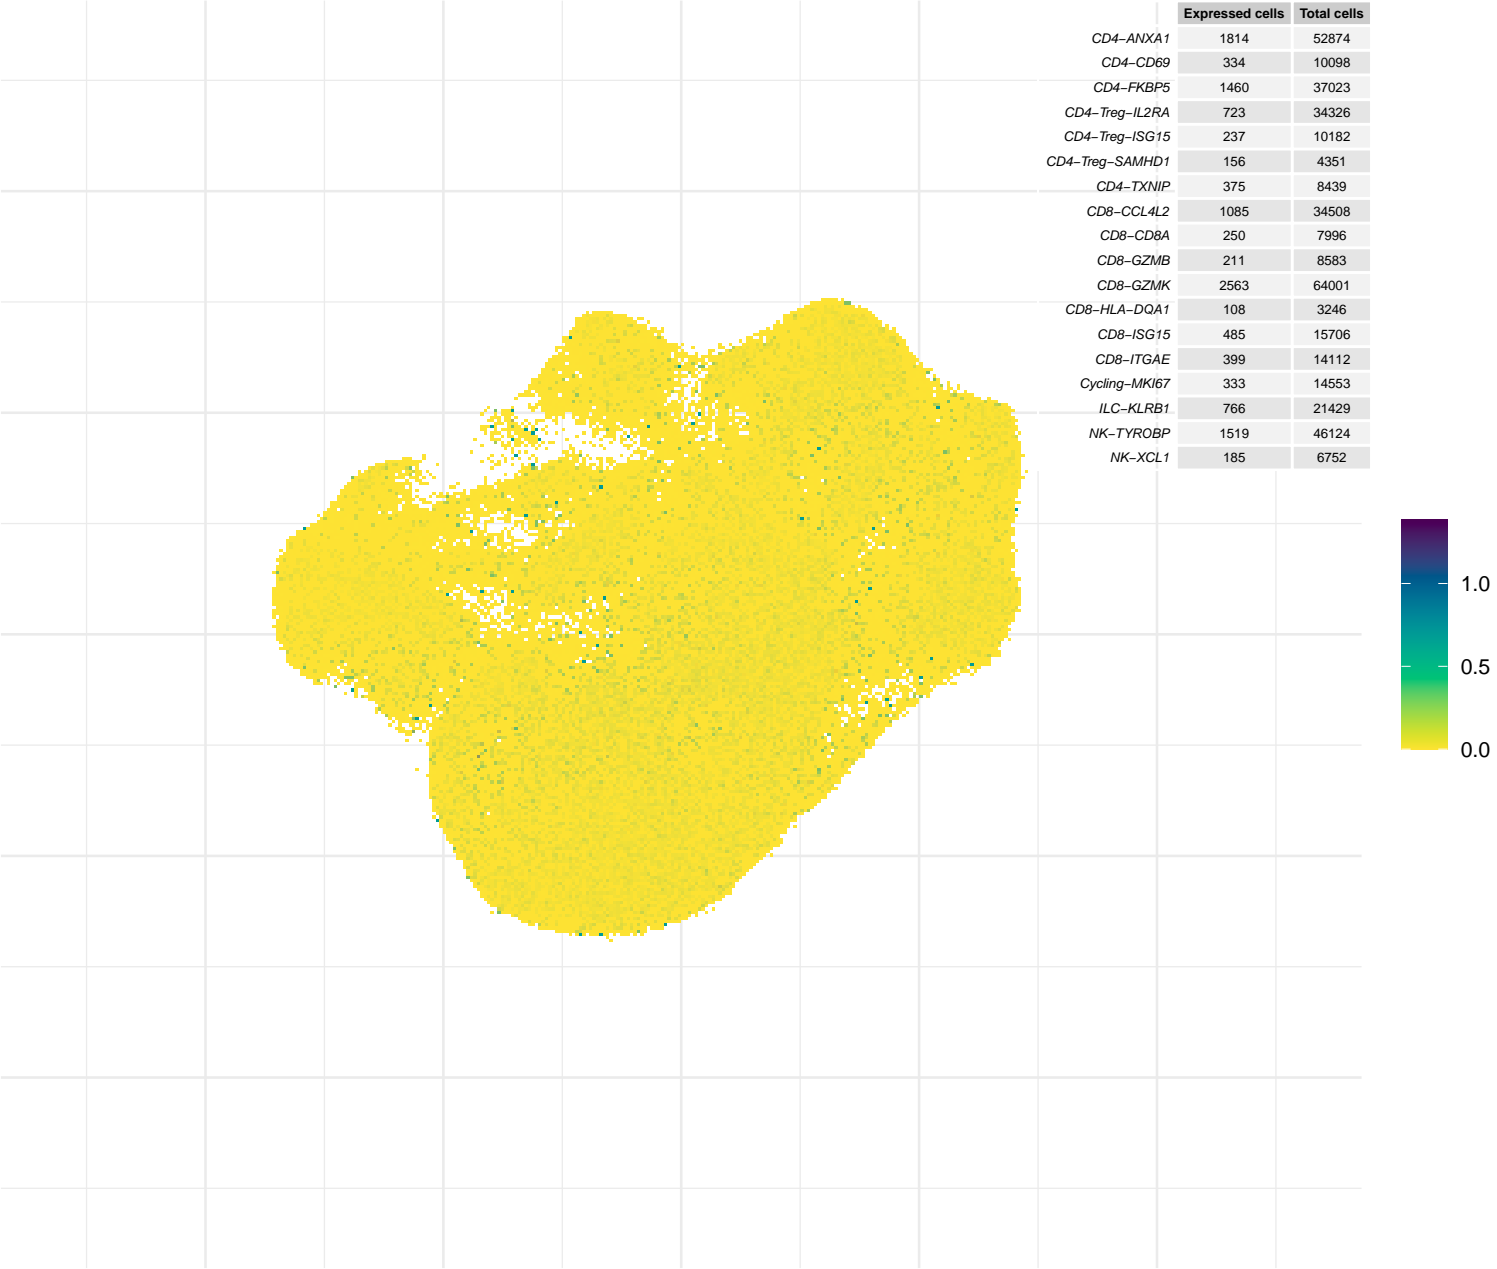 Expressed cells Total cells
CD4−ANXA1 1814 52874
CD4−CD69 334 10098
CD4−FKBP5 1460 37023
CD4−Treg−IL2RA 723 34326
CD4−Treg−ISG15 237 10182
CD4−Treg−SAMHD1 156 4351
CD4−TXNIP 375 8439
CD8−CCL4L2 1085 34508
CD8−CD8A 250 7996
CD8−GZMB 211 8583
CD8−GZMK 2563 64001
CD8−HLA−DQA1 108 3246
CD8−ISG15 485 15706
CD8−ITGAE 399 14112
Cycling−MKI67 333 14553
ILC−KLRB1 766 21429
NK−TYROBP 1519 46124
NK−XCL1 185 6752
1.0
0.5
0.0